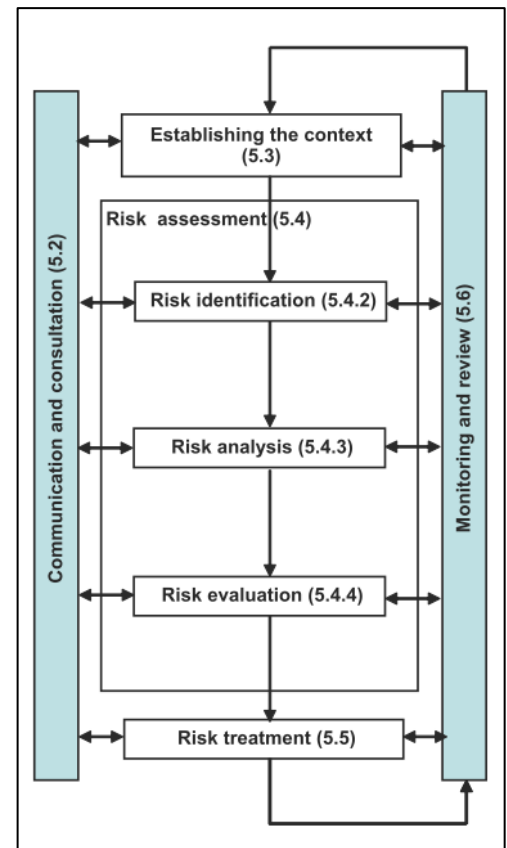 Establishing the context
(5.3)
Risk assessment (5.4)
Communication and consultation (5.2)
Risk identification (5.4.2)
Monitoring and review (5.6)
Risk analysis (5.4.3)
Risk evaluation (5.4.4)
Risk treatment (5.5)